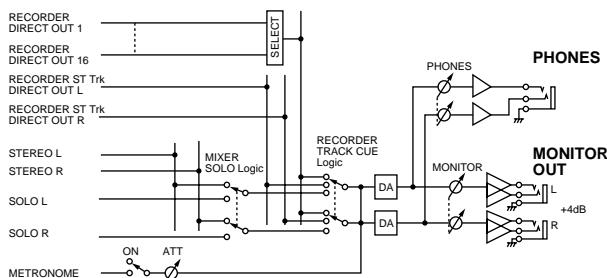 RECORDER
DIRECT OUT 1
SELECT
RECORDER
DIRECT OUT 16
RECORDER ST Trk
DIRECT OUT L
RECORDER ST Trk
DIRECT OUT R
PHONES
PHONES
STEREO L
STEREO R
MIXER
SOLO Logic
RECORDER
TRACK CUE
Logic
MONITOR
MONITOR
OUT
SOLO L
DA
L
+4dB
SOLO R
DA
R
ON
ATT
METRONOME